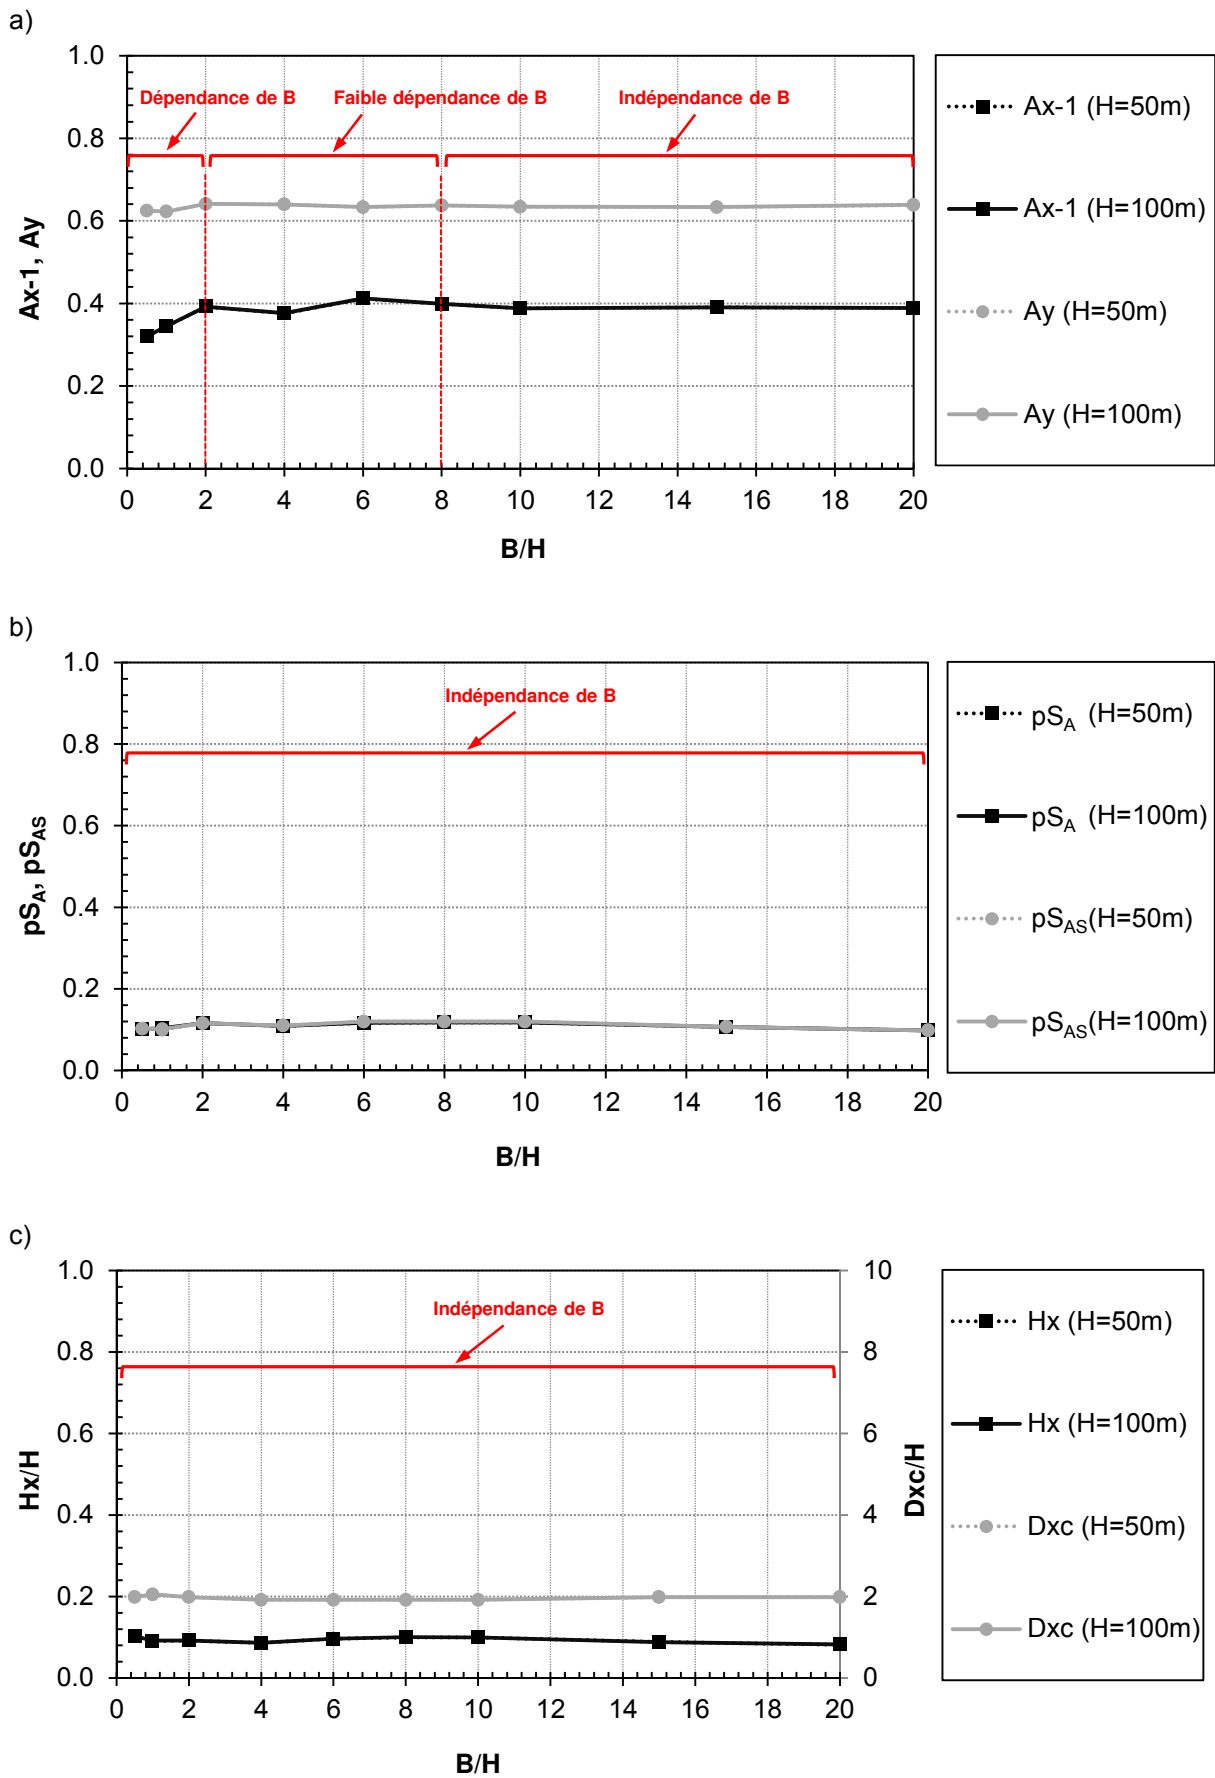 a)
1.0
0.8
0.6
0.4
0.2
0.0
Ax-1, Ay
Dépendance de B
Faible dépendance de B
Indépendance de B
0 2 4 6 8 10 12 14 16 18 20
B/H
Ax-1 (H=50m)
Ax-1 (H=100m)
Ay (H=50m)
Ay (H=100m)
b)
1.0
0.8
0.6
0.4
0.2
0.0
pSA, pSAS
Indépendance de B
0 2 4 6 8 10 12 14 16 18 20
B/H
pSA (H=50m)
pSA (H=100m)
pSAS(H=50m)
pSAS(H=100m)
c)
1.0
0.8
0.6
0.4
0.2
0.0
Hx/H
Indépendance de B
10
8
6
4
2
0
Dxc/H
0 2 4 6 8 10 12 14 16 18 20
B/H
Hx (H=50m)
Hx (H=100m)
Dxc (H=50m)
Dxc (H=100m)